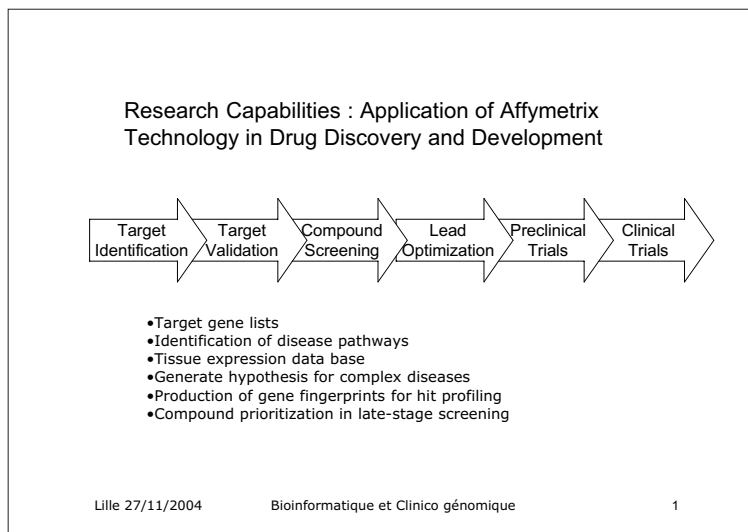 Research Capabilities : Application of Affymetrix
Technology in Drug Discovery and Development
Target
Identification
Target
Validation
Compound
Screening
Lead
Optimization
Preclinical
Trials
Clinical
Trials
•Target gene lists
•Identification of disease pathways
•Tissue expression data base
•Generate hypothesis for complex diseases
•Production of gene fingerprints for hit profiling
•Compound prioritization in late-stage screening
Lille 27/11/2004 Bioinformatique et Clinico génomique 1